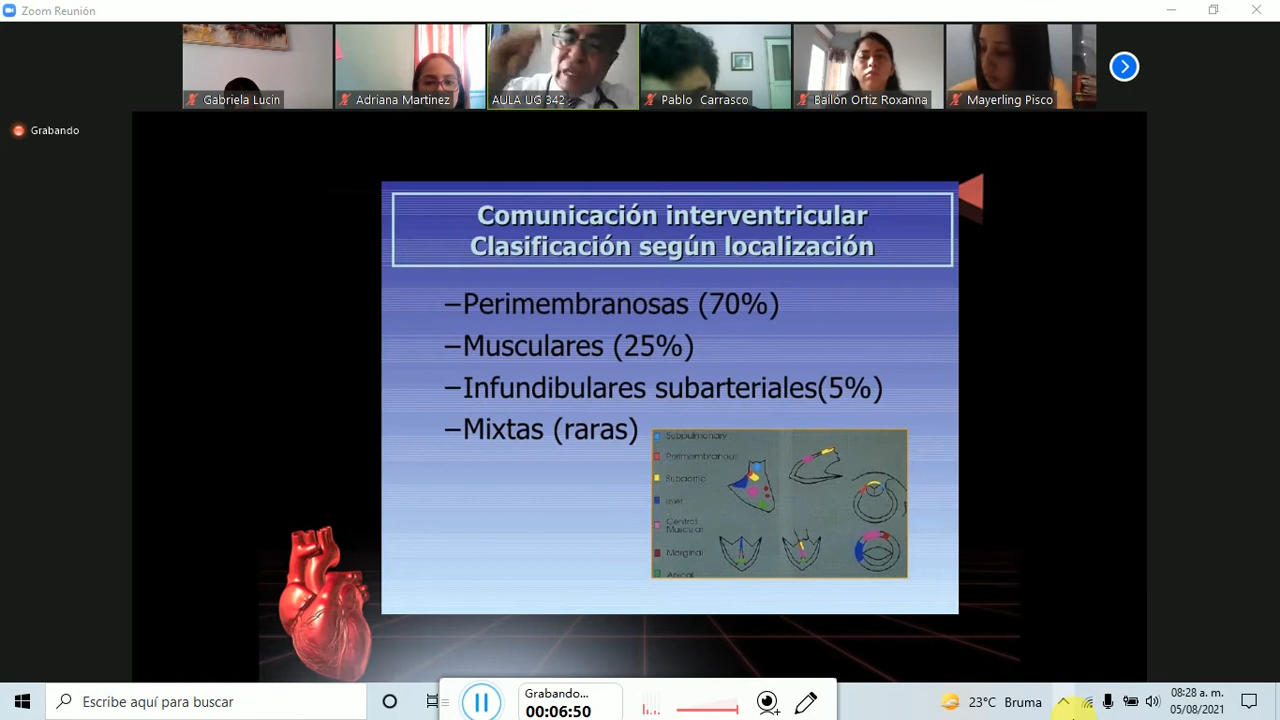 Zoom Reunión
Gabriela Lucin
Adriana Martinez
AULA UG 342
Pablo Carrasco
Bailón Ortiz Roxanna
Mayerling Pisco
Grabando
Comunicación interventricular
Clasificación según localización
–Perimembranosas (70%)
–Musculares (25%)
–Infundibulares subarteriales(5%)
–Mixtas (raras)
Subpulmonary
Perimembranous
Subaortic
Inlet
Central
Muscular
Marginal
Apical
Escribe aquí para buscar
Grabando...
00:06:50
23°C Bruma
08:28 a. m.
05/08/2021